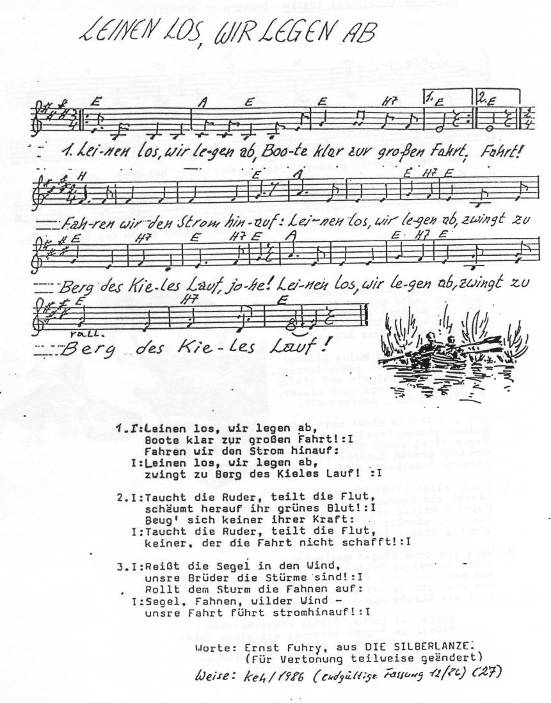 LEINEN LOS, WIR LEGEN AB
E A E E H7 1. E 2. E
1. Lei-nen los, wir le-gen ab, Boo-te klar zur großen Fahrt, Fahrt!
H E A E H7 E
Fah-ren wir den Strom hin-auf: Lei-nen los, wir le-gen ab, zwingt zu
E H7 E H7 E A E H7 E
Berg des Kie-les Lauf, jo-he! Lei-nen los, wir le-gen ab, zwingt zu
E H7 E
rall.
Berg des Kie-les Lauf!
1. I:Leinen los, wir legen ab,
Boote klar zur großen Fahrt!:I
Fahren wir den Strom hinauf:
I:Leinen los, wir legen ab,
zwingt zu Berg des Kieles Lauf! :I
2. I:Taucht die Ruder, teilt die Flut,
schäumt herauf ihr grünes Blut!:I
Beug' sich keiner ihrer Kraft:
I:Taucht die Ruder, teilt die Flut,
keiner, der die Fahrt nicht schafft!:I
3. I:Reißt die Segel in den Wind,
unsre Brüder die Stürme sind!:I
Rollt dem Sturm die Fahnen auf:
I:Segel, Fahnen, wilder Wind –
unsre Fahrt führt stromhinauf!:I
Worte: Ernst Fuhry, aus DIE SILBERLANZE.
(Für Vertonung teilweise geändert)
Weise: keh/1986 (endgültige Fassung 12/86) (27)